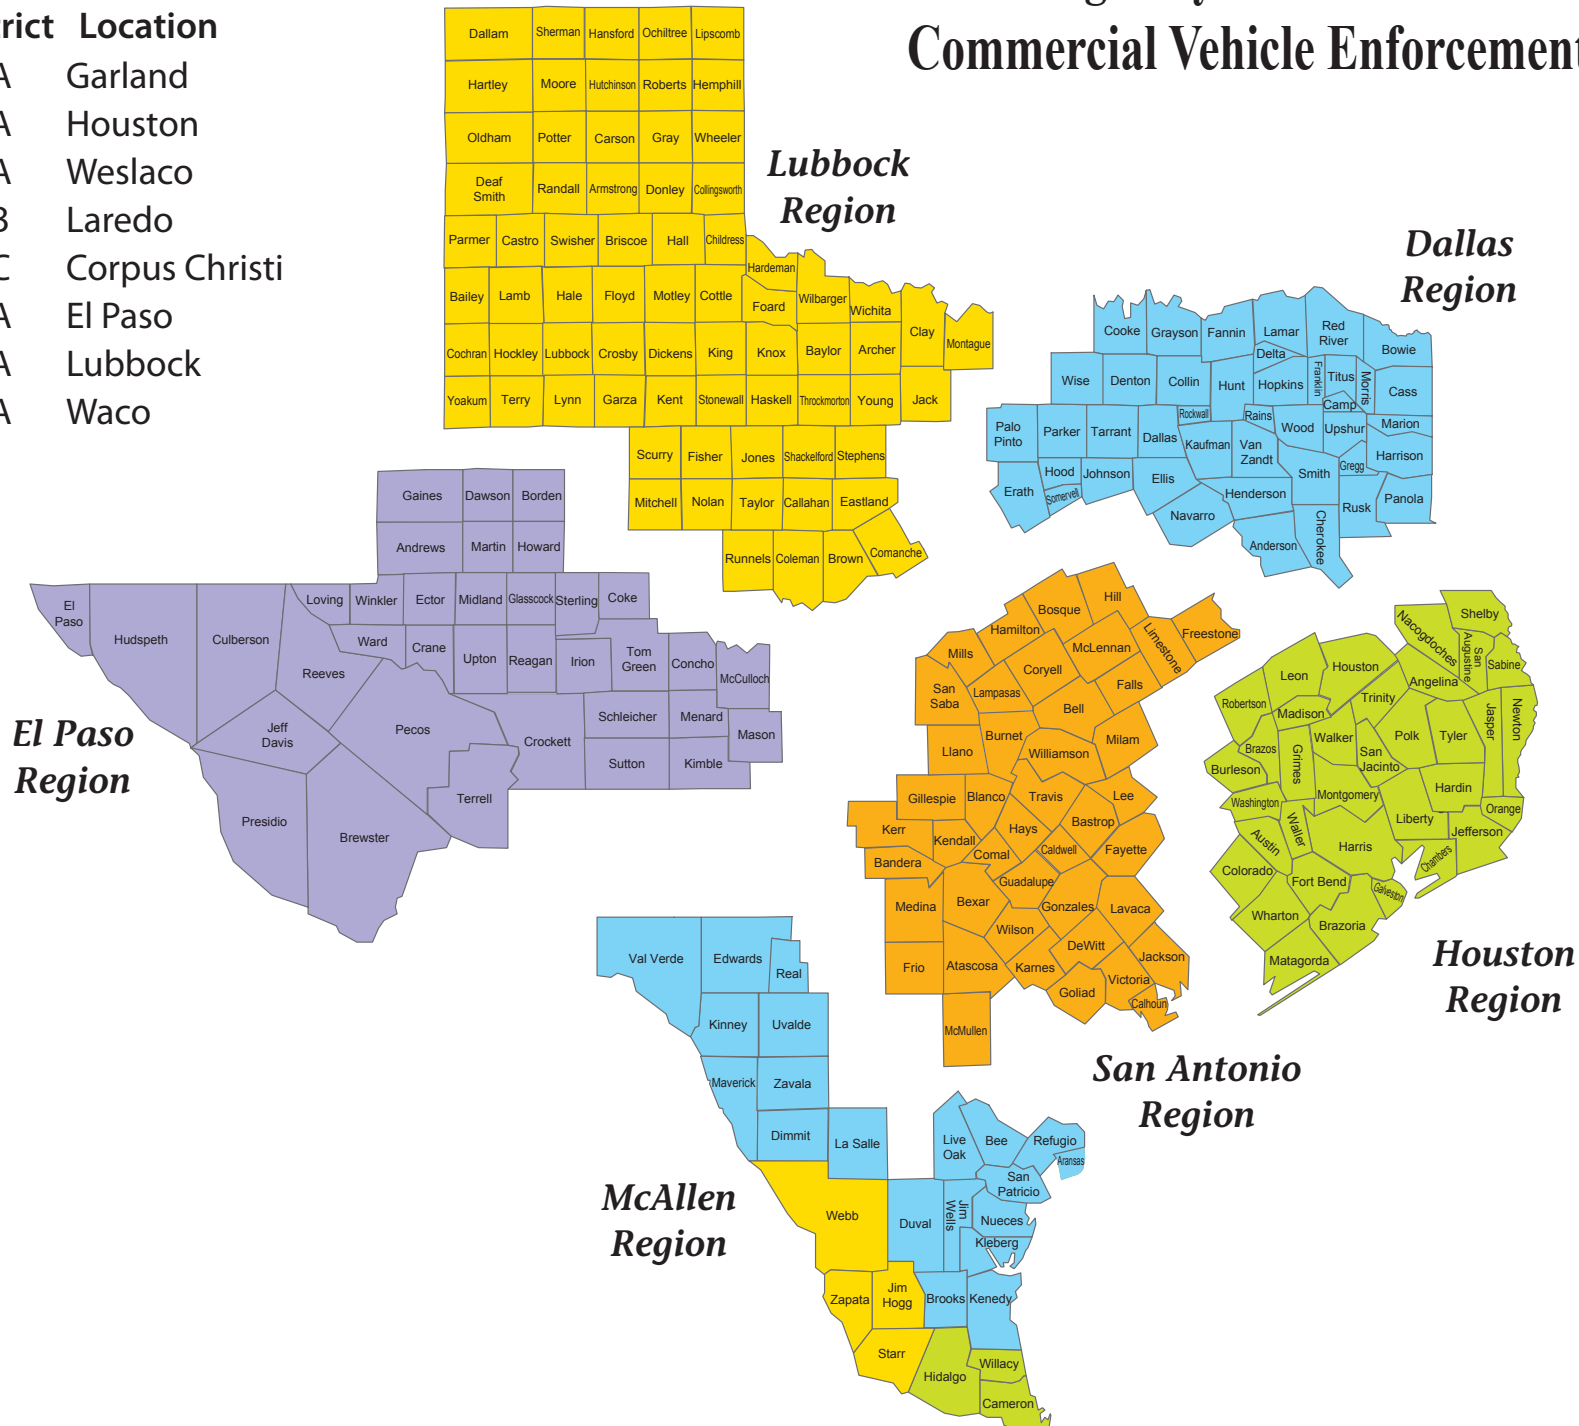 rict Location
A Garland
A Houston
A Weslaco
B Laredo
C Corpus Christi
A El Paso
A Lubbock
A Waco
Commercial Vehicle Enforcement
Lubbock
Region
Dallam Sherman Hansford Ochiltree Lipscomb
Hartley Moore Hutchinson Roberts Hemphill
Oldham Potter Carson Gray Wheeler
Deaf
Smith Randall Armstrong Donley Collingsworth
Parmer Castro Swisher Briscoe Hall Childress
Hardeman
Bailey Lamb Hale Floyd Motley Cottle Foard Wilbarger Wichita
Clay Montague
Cochran Hockley Lubbock Crosby Dickens King Knox Baylor Archer
Yoakum Terry Lynn Garza Kent Stonewall Haskell Throckmorton Young Jack
Scurry Fisher Jones Shackelford Stephens
Mitchell Nolan Taylor Callahan Eastland
Runnels Coleman Brown Comanche
Dallas
Region
Cooke Grayson Fannin Lamar Red
River Bowie
Delta
Wise Denton Collin Hunt Hopkins Franklin Titus Morris Cass
Camp
Rockwall Rains
Palo
Pinto Parker Tarrant Dallas Kaufman Van
Zandt Wood Upshur Marion
Gregg Harrison
Erath Hood Somervell Johnson Ellis Henderson Smith Rusk Panola
Navarro Anderson Cherokee
El Paso
Region
Gaines Dawson Borden
Andrews Martin Howard
El
Paso Hudspeth Culberson Loving Winkler Ector Midland Glasscock Sterling Coke
Reeves Ward Crane Upton Reagan Irion Tom
Green Concho McCulloch
Jeff
Davis Pecos Crockett Schleicher Menard Mason
Sutton Kimble
Presidio Brewster Terrell
San Antonio
Region
Bosque Hill
Hamilton McLennan Limestone Freestone
Mills Coryell Falls
San
Saba Lampasas Bell
Burnet Milam
Llano Williamson
Gillespie Blanco Travis Lee
Kerr Kendall Hays Bastrop
Bandera Comal Caldwell Fayette
Guadalupe
Medina Bexar Gonzales Lavaca
Wilson
Frio Atascosa Karnes DeWitt Jackson
Goliad Victoria
Calhoun
McMullen
Houston
Region
Shelby
Nacogdoches San
Augustine Sabine
Leon Houston Angelina
Robertson Madison Trinity
Brazos Grimes Walker San
Jacinto Polk Tyler Jasper Newton
Burleson
Washington Montgomery Hardin
Orange
Austin Waller Harris Liberty Jefferson
Chambers
Colorado Fort Bend Galveston
Wharton Brazoria
Matagorda
McAllen
Region
Val Verde Edwards Real
Kinney Uvalde
Maverick Zavala
Dimmit La Salle
Live
Oak Bee Refugio
Aransas
San
Patricio
Webb Duval Jim
Wells Nueces
Kleberg
Zapata Jim
Hogg Brooks Kenedy
Starr Hidalgo Willacy
Cameron